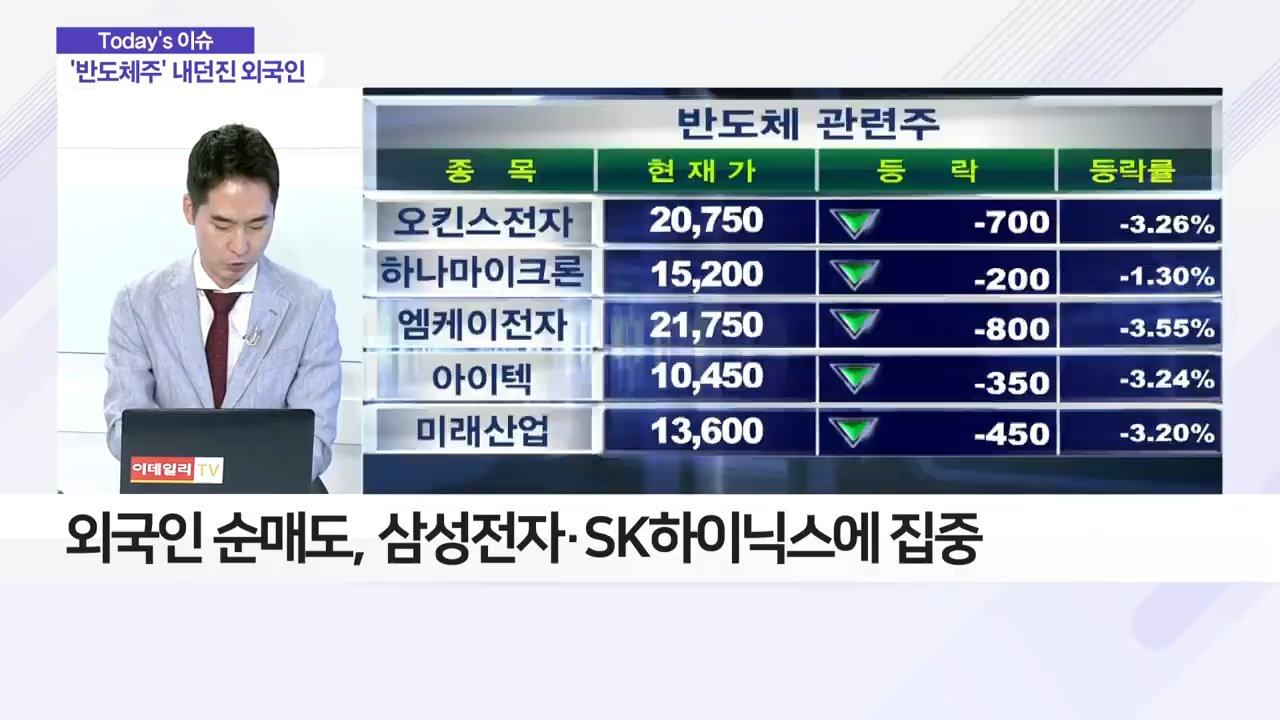 Today's 이슈
'반도체주' 내던진 외국인
반도체 관련주
종 목 현재가 등 락 등락률
오킨스전자 20,750 -700 -3.26%
하나마이크론 15,200 -200 -1.30%
엠케이전자 21,750 -800 -3.55%
아이텍 10,450 -350 -3.24%
미래산업 13,600 -450 -3.20%
이데일리TV
외국인 순매도, 삼성전자·SK하이닉스에 집중